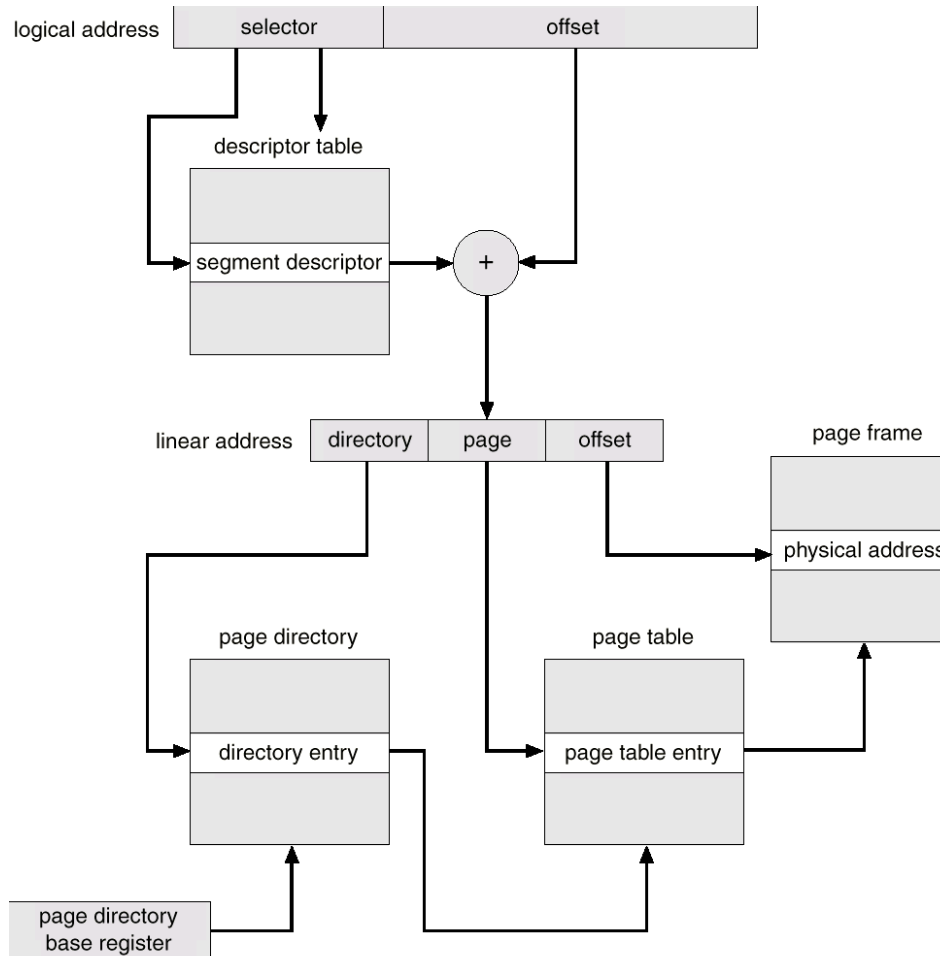 logical address
selector
offset
descriptor table
segment descriptor
+
linear address
directory
page
offset
page frame
physical address
page directory
page table
directory entry
page table entry
page directory
base register